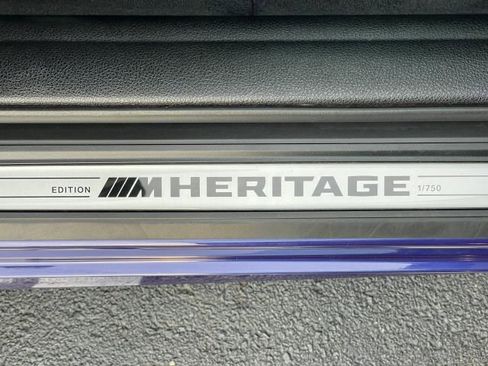 EDITION ///M HERITAGE 1/750